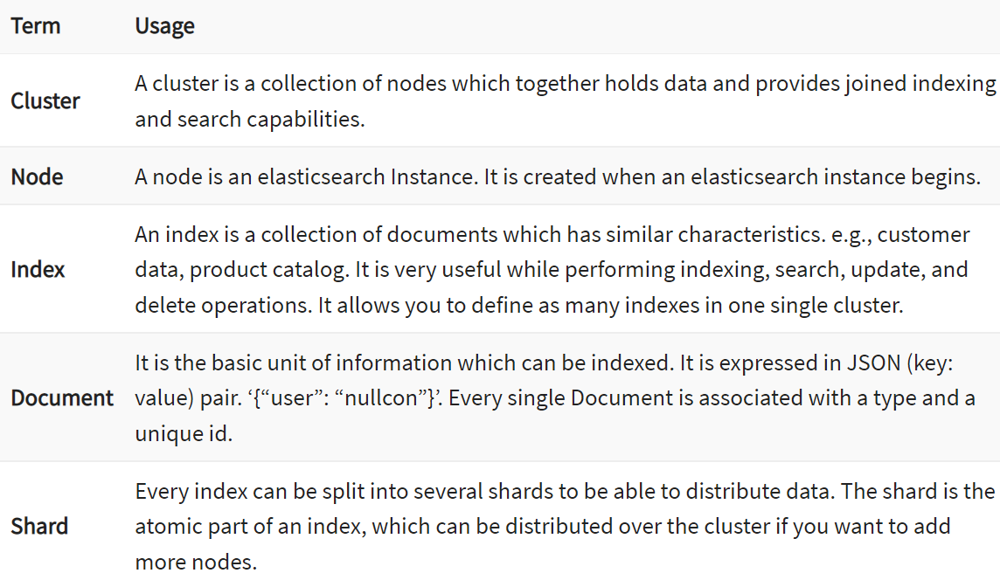 Term Usage
Cluster
A cluster is a collection of nodes which together holds data and provides joined indexing
and search capabilities.
Node
A node is an elasticsearch Instance. It is created when an elasticsearch instance begins.
Index
An index is a collection of documents which has similar characteristics. e.g., customer
data, product catalog. It is very useful while performing indexing, search, update, and
delete operations. It allows you to define as many indexes in one single cluster.
Document
It is the basic unit of information which can be indexed. It is expressed in JSON (key:
value) pair. ‘{“user”: “nullcon”}’. Every single Document is associated with a type and a
unique id.
Shard
Every index can be split into several shards to be able to distribute data. The shard is the
atomic part of an index, which can be distributed over the cluster if you want to add
more nodes.